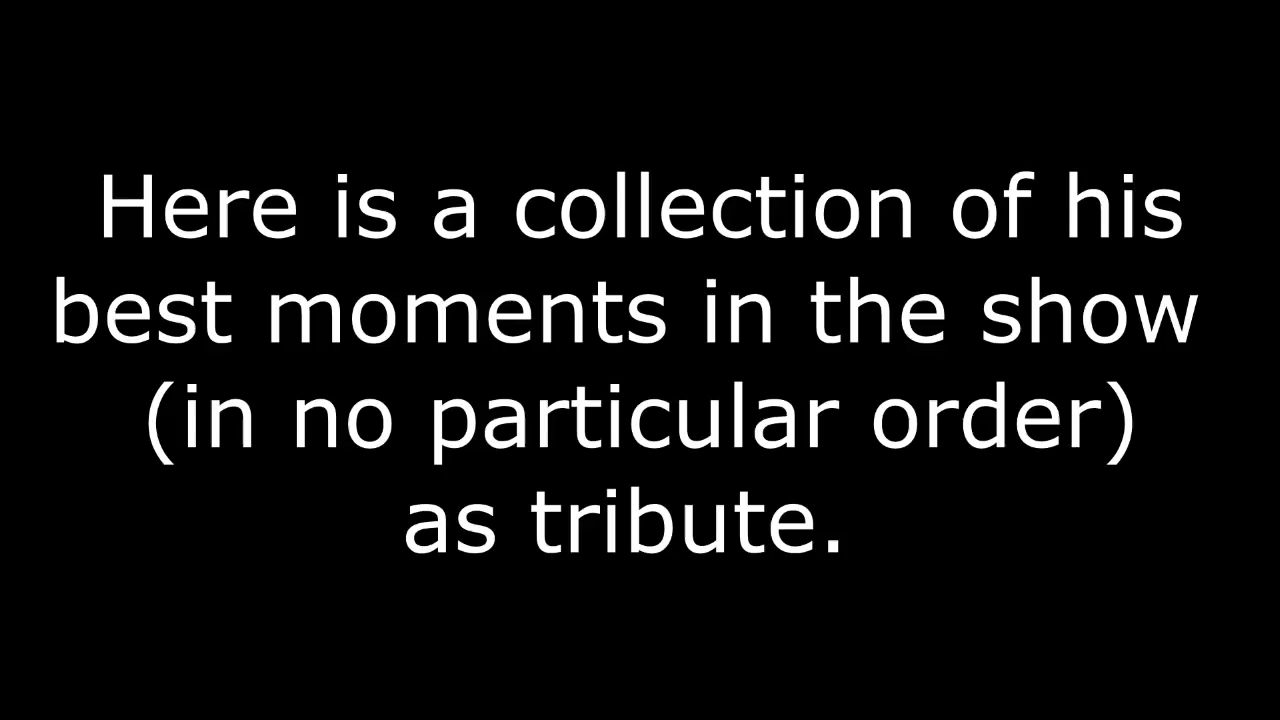 Here is a collection of his
best moments in the show
(in no particular order)
as tribute.